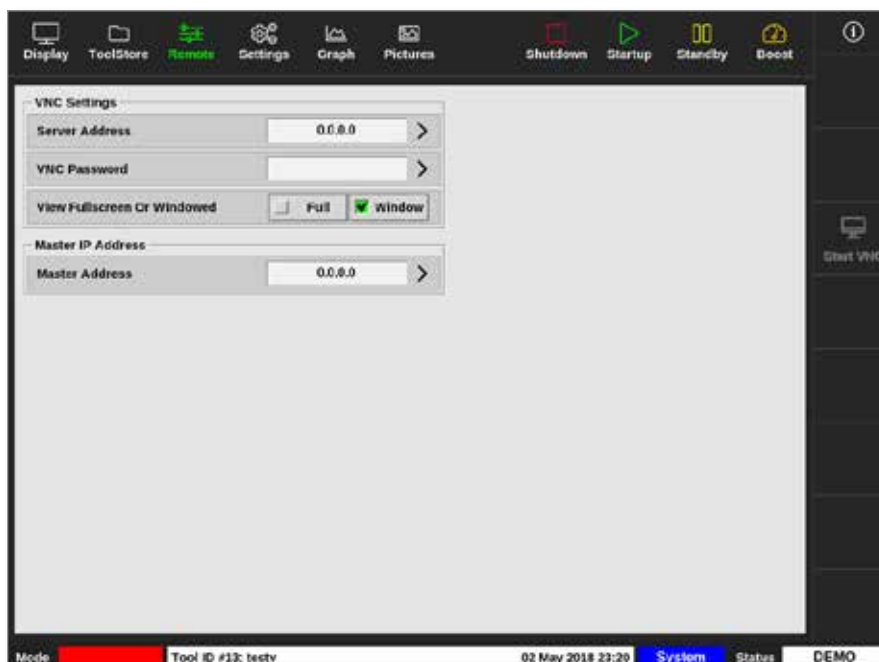 Display ToolStore Remote Settings Graph Pictures Shutdown Startup Standby Boost
VNC Settings
Server Address 0.0.0.0
VNC Password
View Fullscreen Or Windowed Full Window
Start VNC
Master IP Address
Master Address 0.0.0.0
Mode Tool ID #13: testy 02 May 2018 23:20 System Status DEMO